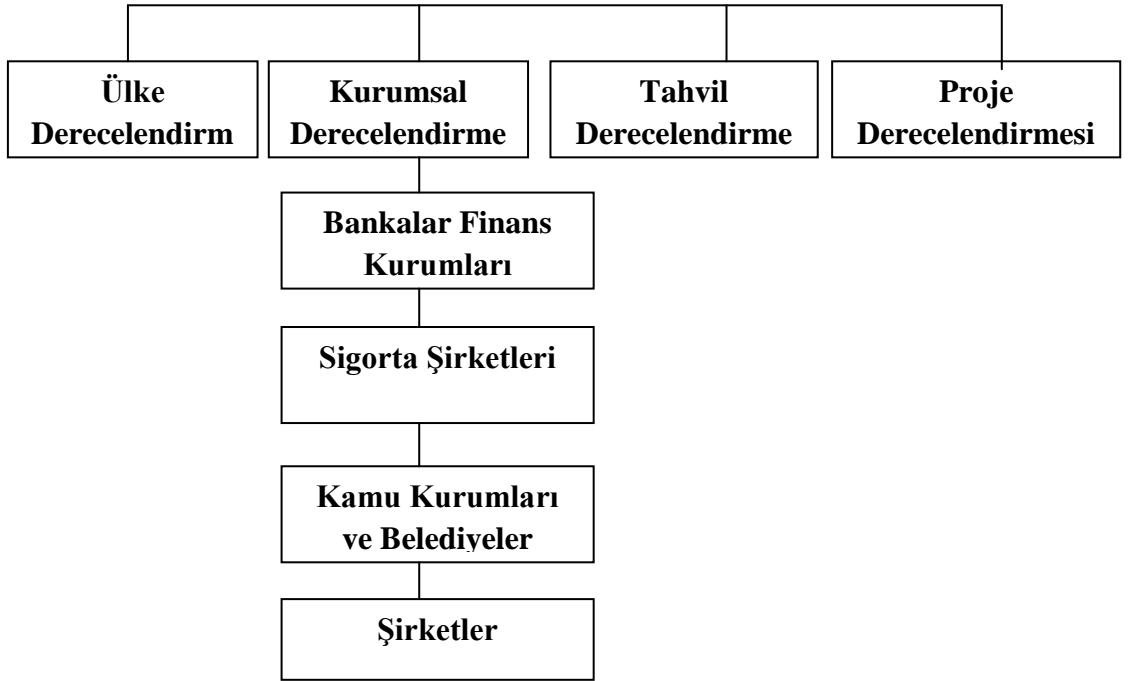 Ülke
Derecelendirm
Kurumsal
Derecelendirme
Tahvil
Derecelendirme
Proje
Derecelendirmesi
Bankalar Finans
Kurumları
Sigorta Şirketleri
Kamu Kurumları
ve Belediyeler
Şirketler